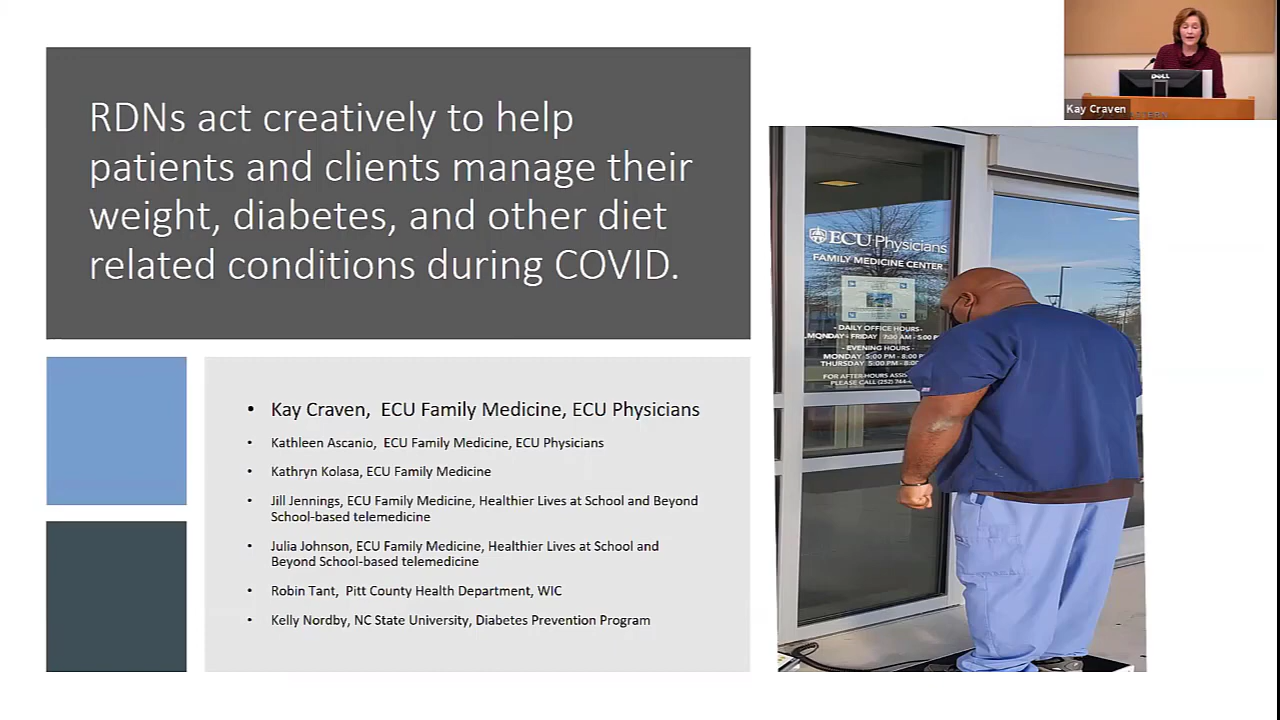 RDNs act creatively to help
patients and clients manage their
weight, diabetes, and other diet
related conditions during COVID.
• Kay Craven, ECU Family Medicine, ECU Physicians
• Kathleen Ascanio, ECU Family Medicine, ECU Physicians
• Kathryn Kolasa, ECU Family Medicine
• Jill Jennings, ECU Family Medicine, Healthier Lives at School and Beyond
School-based telemedicine
• Julia Johnson, ECU Family Medicine, Healthier Lives at School and
Beyond School-based telemedicine
• Robin Tant, Pitt County Health Department, WIC
• Kelly Nordby, NC State University, Diabetes Prevention Program
DELL
Kay Craven
ECU Physicians
FAMILY MEDICINE CENTER
- DAILY OFFICE HOURS-
MONDAY - FRIDAY 7:30 AM - 5:00 P
- EVENING HOURS -
MONDAY 5:00 PM - 8:00 P
THURSDAY 5:00 PM - 8:0
FOR AFTER-HOURS ASSIS
PLEASE CALL (252) 744-